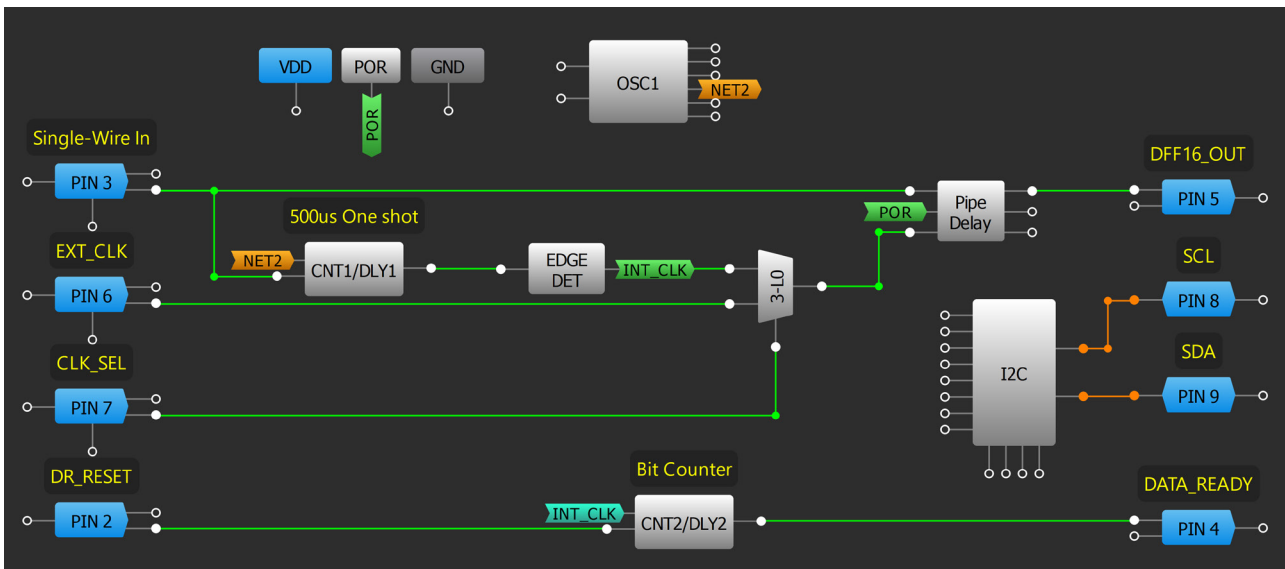 VDD
POR
GND
POR
OSC1
NET2
Single-Wire In
PIN 3
DFF16_OUT
PIN 5
500us One shot
POR
Pipe
Delay
EXT_CLK
NET2
CNT1/DLY1
EDGE
DET
INT_CLK
3-L0
SCL
PIN 6
PIN 8
CLK_SEL
SDA
I2C
PIN 7
PIN 9
DR_RESET
Bit Counter
DATA_READY
PIN 2
INT_CLK
CNT2/DLY2
PIN 4